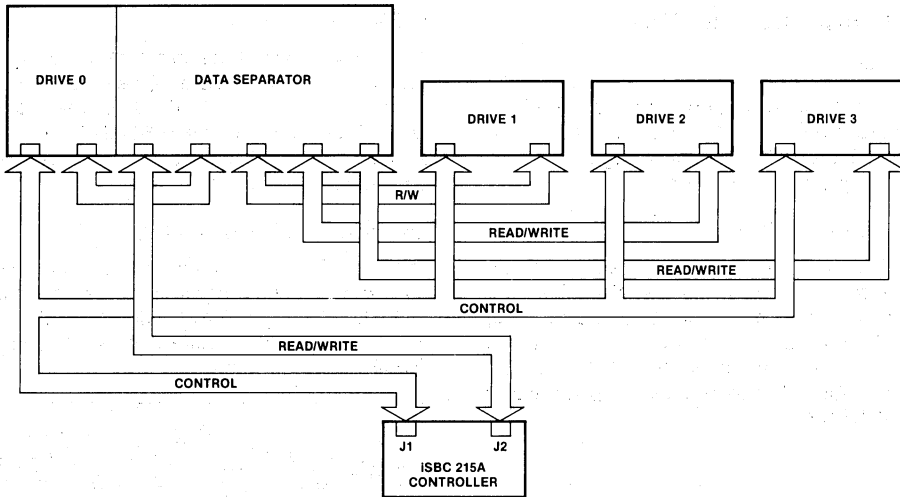 DRIVE 0
DATA SEPARATOR
DRIVE 1
DRIVE 2
DRIVE 3
R/W
READ/WRITE
READ/WRITE
CONTROL
READ/WRITE
CONTROL
J1
J2
iSBC 215A
CONTROLLER